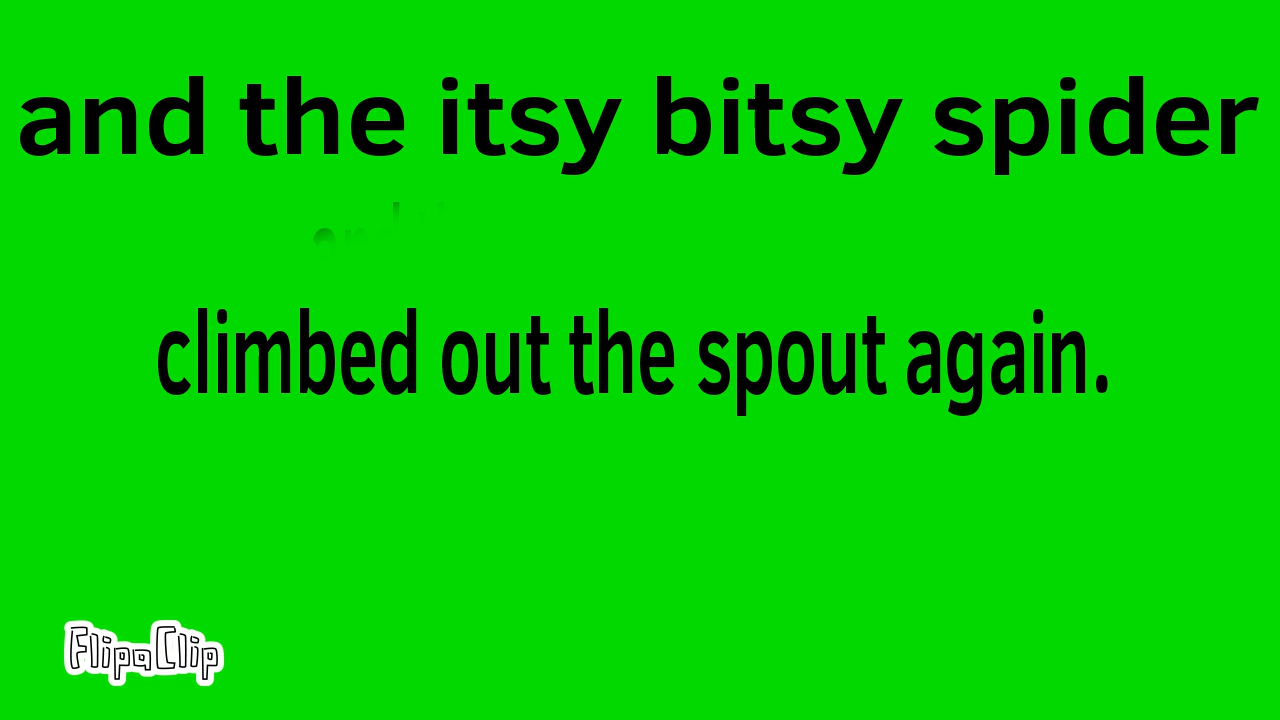 and the itsy bitsy spider
climbed out the spout again.
FlipaClip